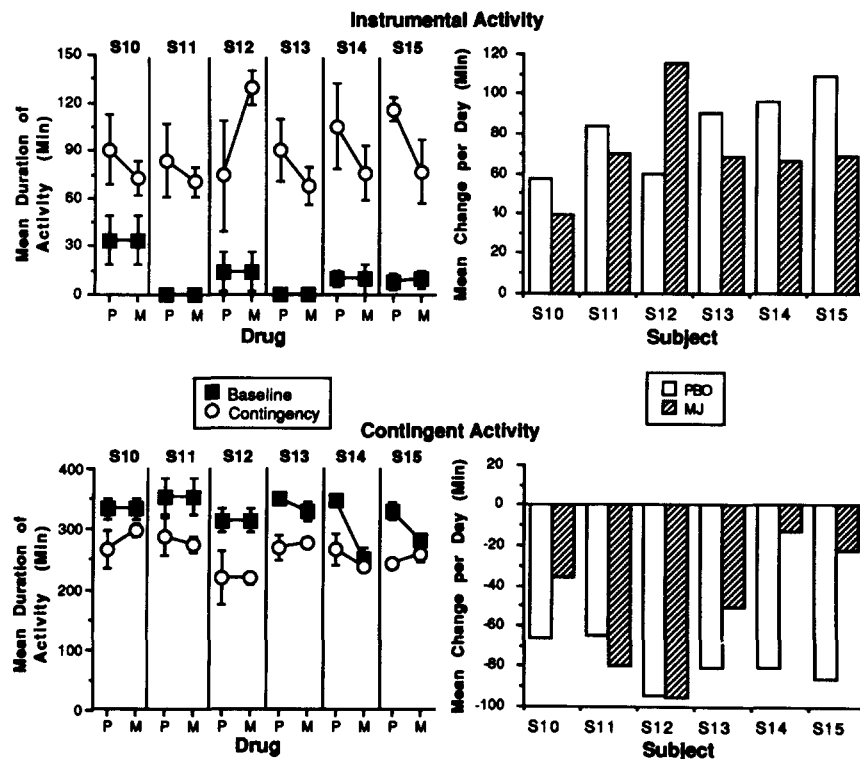 Instrumental Activity
S10 S11 S12 S13 S14 S15
Mean Duration of Activity (Min)
150
120
90
60
30
0
P M P M P M P M P M P M
Drug
Mean Change per Day (Min)
120
100
80
60
40
20
0
S10 S11 S12 S13 S14 S15
Subject
Baseline
Contingency
PBO
MJ
Contingent Activity
S10 S11 S12 S13 S14 S15
Mean Duration of Activity (Min)
400
300
200
100
0
P M P M P M P M P M P M
Drug
Mean Change per Day (Min)
20
0
-20
-40
-60
-80
-100
S10 S11 S12 S13 S14 S15
Subject